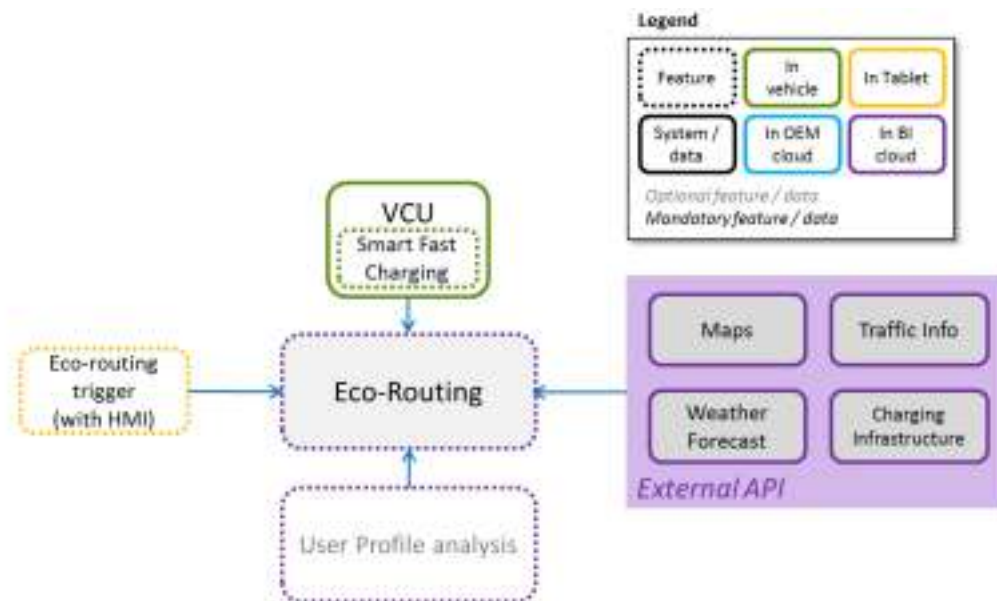 Legend
Feature
In
vehicle
In Tablet
System /
data
In OEM
cloud
In BI
cloud
Optional feature / data
Mandatory feature / data
VCU
Smart Fast
Charging
Eco-routing
trigger
(with HMI)
Eco-Routing
User Profile analysis
Maps
Traffic Info
Weather
Forecast
Charging
Infrastructure
External API